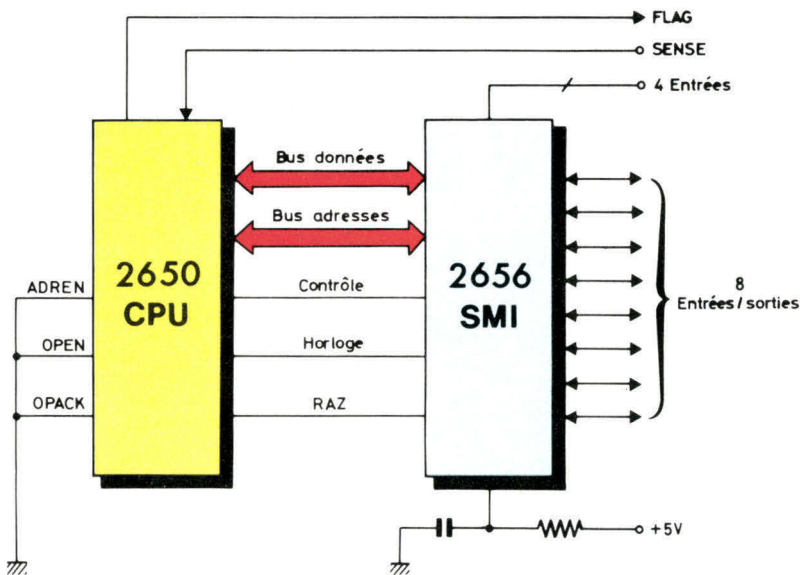 FLAG
SENSE
4 Entrées
Bus données
Bus adresses
2650
CPU
2656
SMI
ADREN
Contrôle
8
Entrées / sorties
OPEN
Horloge
OPACK
RAZ
+5V